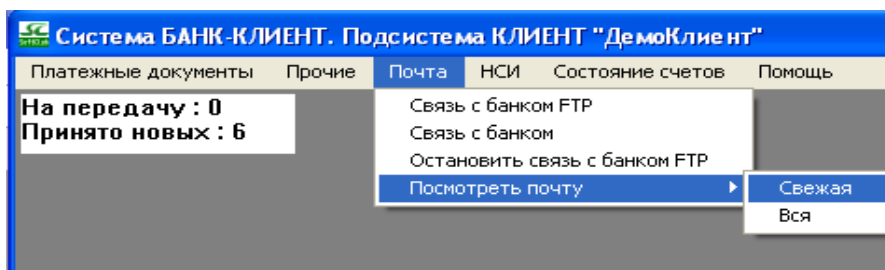 Система БАНК-КЛИЕНТ. Подсистема КЛИЕНТ "ДемоКлиент"
Платежные документы Прочие Почта НСИ Состояние счетов Помощь
На передачу : 0
Принято новых : 6
Связь с банком FTP
Связь с банком
Остановить связь с банком FTP
Посмотреть почту
Свежая
Вся